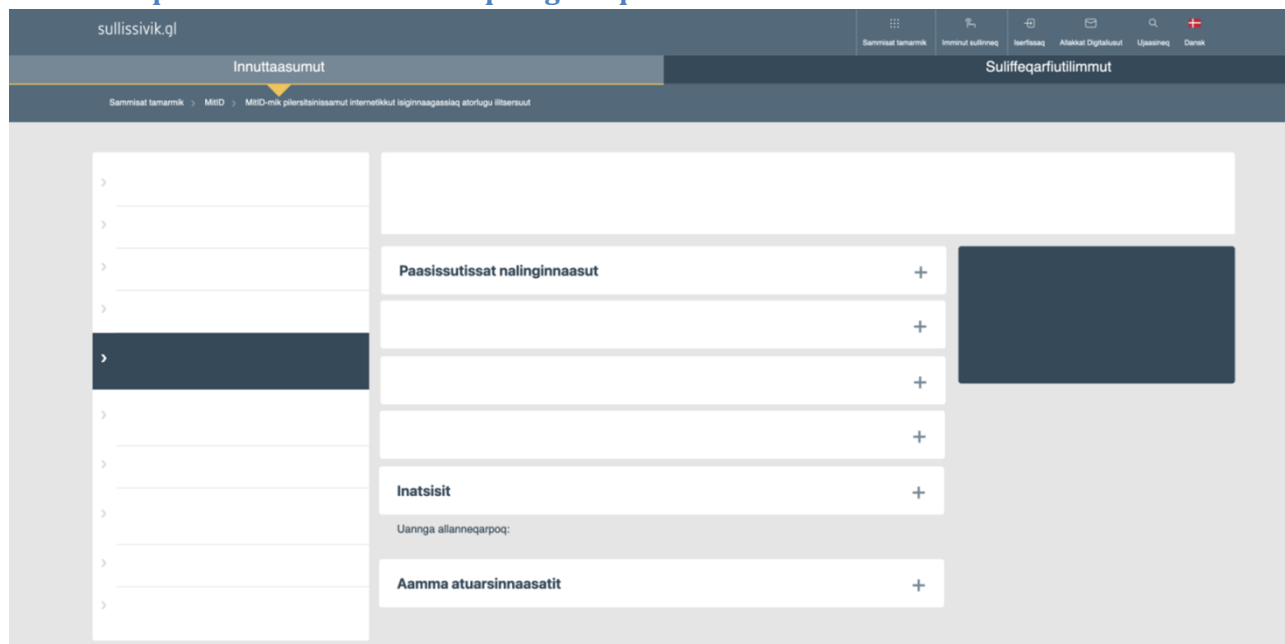 sullissivik.gl
Sammisat tamarmik
Imminut sullinneq
Iserfissaq
Allakkat Digitaliusut
Ujaasineq
Dansk
Innuttaasumut
Suliffeqarfiutilimmut
Sammisat tamarmik > MitID > MitID-mik pilersitsinissamut internetikkut isiginnaagassiaq atorlugu ilitsersuut
Paasissutissat nalinginnaasut
Inatsisit
Uannga allanneqarpoq:
Aamma atuarsinnaasatit